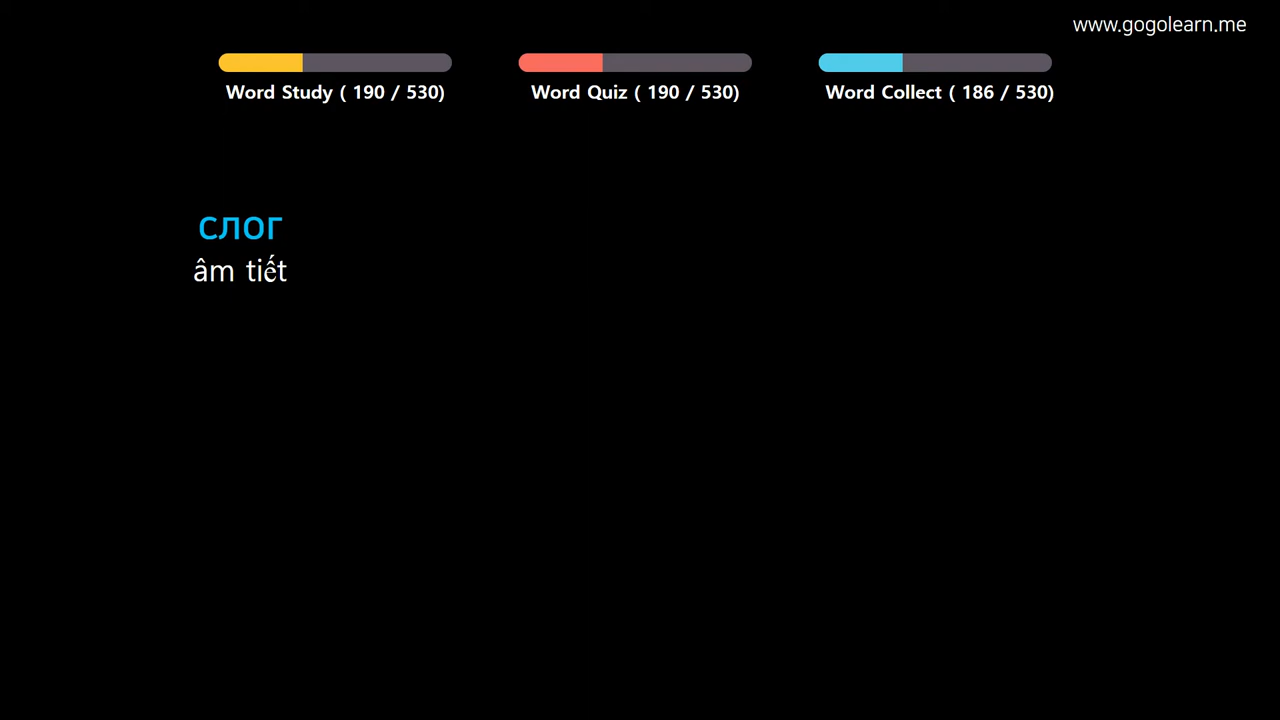 www.gogolearn.me
Word Study ( 190 / 530)
Word Quiz ( 190 / 530)
Word Collect ( 186 / 530)
слог
âm tiết